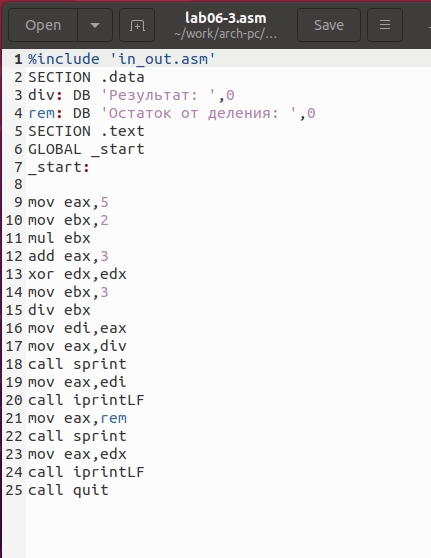 Open
lab06-3.asm
~/work/arch-pc/...
Save
1 %include 'in_out.asm'
2 SECTION .data
3 div: DB 'Результат: ',0
4 rem: DB 'Остаток от деления: ',0
5 SECTION .text
6 GLOBAL _start
7 _start:
8
9 mov eax,5
10 mov ebx,2
11 mul ebx
12 add eax,3
13 xor edx,edx
14 mov ebx,3
15 div ebx
16 mov edi,eax
17 mov eax,div
18 call sprint
19 mov eax,edi
20 call iprintLF
21 mov eax,rem
22 call sprint
23 mov eax,edx
24 call iprintLF
25 call quit